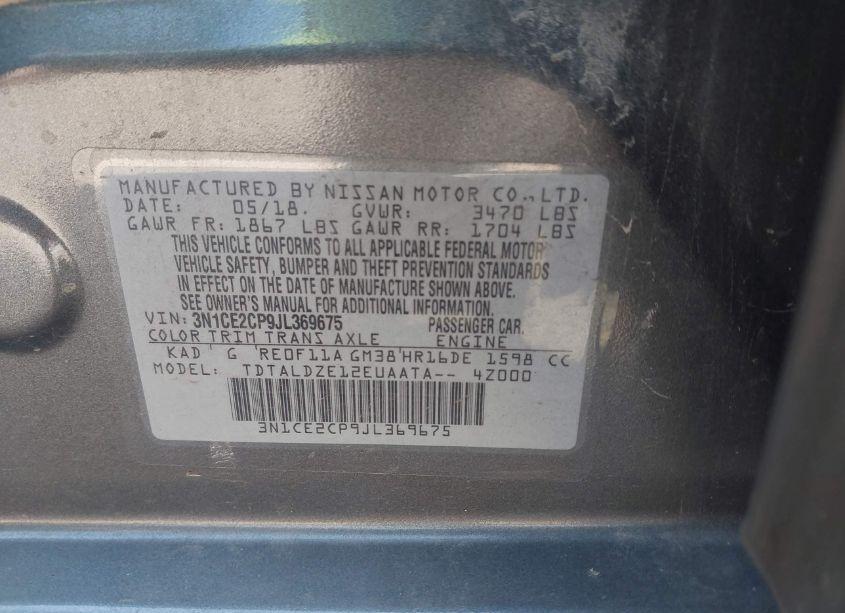 MANUFACTURED BY NISSAN MOTOR CO., LTD.
DATE: 05/18. GVWR: 3470 LBS
GAWR FR: 1867 LBS GAWR RR: 1704 LBS
THIS VEHICLE CONFORMS TO ALL APPLICABLE FEDERAL MOTOR
VEHICLE SAFETY, BUMPER AND THEFT PREVENTION STANDARDS
IN EFFECT ON THE DATE OF MANUFACTURE SHOWN ABOVE.
SEE OWNER'S MANUAL FOR ADDITIONAL INFORMATION.
VIN: 3N1CE2CP9JL369675 PASSENGER CAR.
COLOR TRIM TRANS AXLE ENGINE
KAD G RE0F11A GM38 HR16DE 1598 CC
MODEL: TDTALDZE12EUAATA-- 4Z000
3N1CE2CP9JL369675